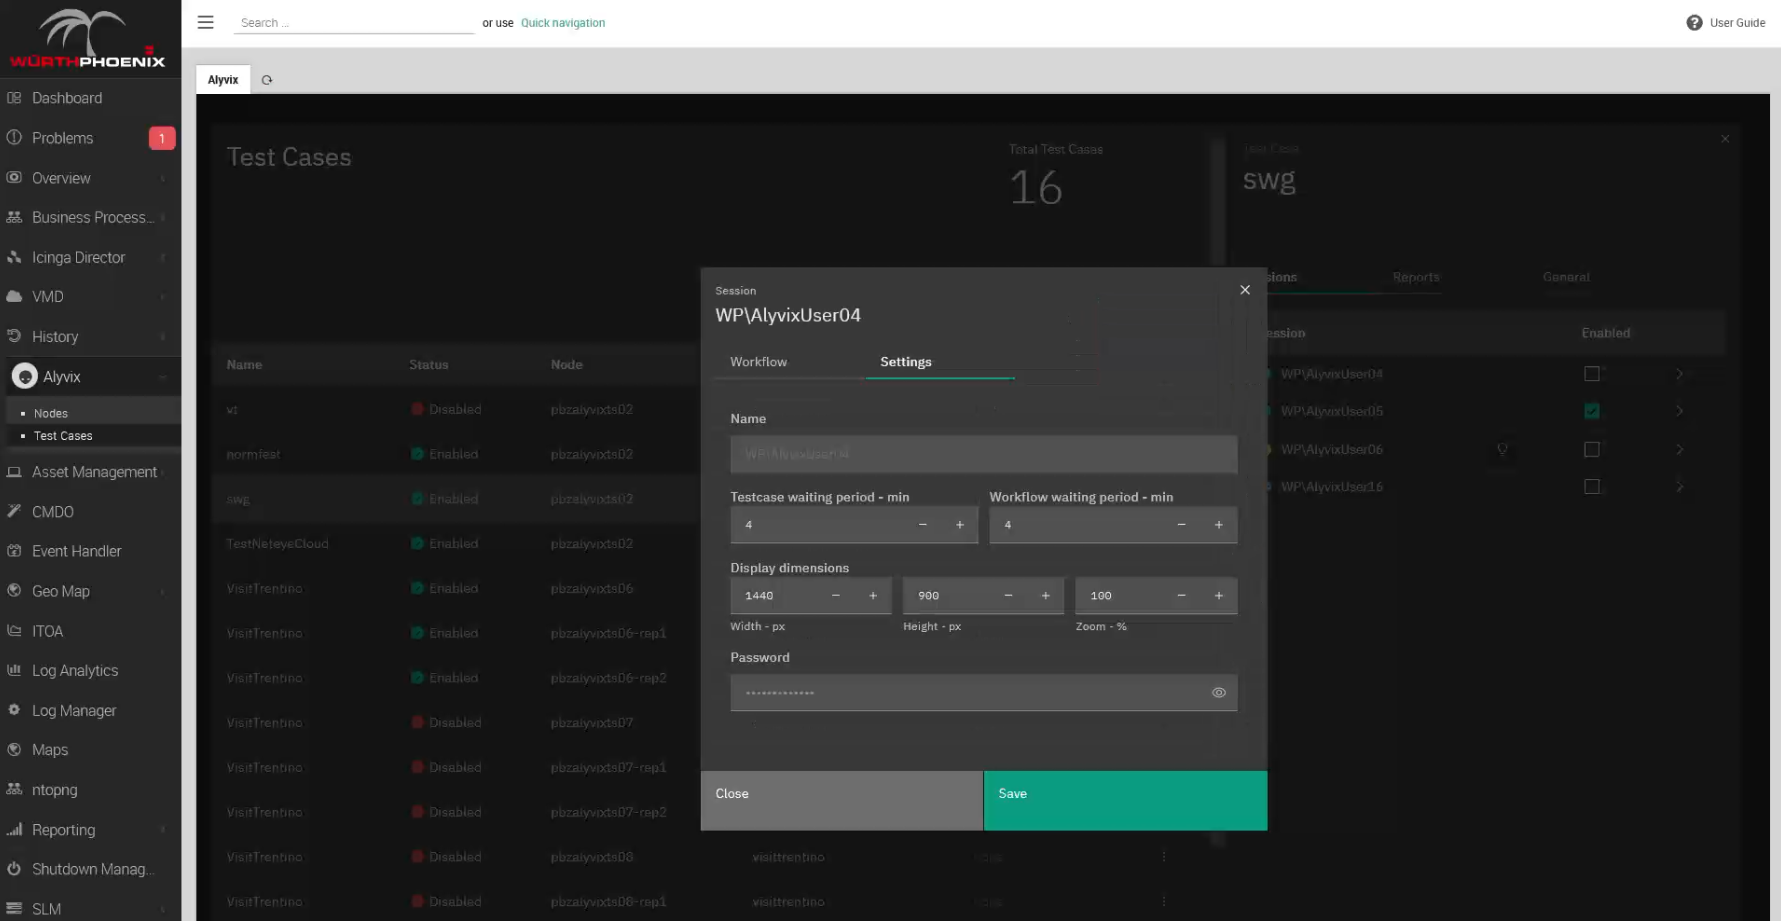 Search ...
or use Quick navigation
User Guide
WÜRTHPHOENIX
Alyvix
Dashboard
Problems 1
Overview
Business Process...
Icinga Director
VMD
History
Alyvix
Nodes
Test Cases
Asset Management
CMDO
Event Handler
Geo Map
ITOA
Log Analytics
Log Manager
Maps
ntopng
Reporting
Shutdown Manag...
SLM
Test Cases
Total Test Cases
16
Name Status Node
vt Disabled pbzalyvixts02
normfest Enabled pbzalyvixts02
swg Enabled pbzalyvixts02
TestNeteyeCloud Enabled pbzalyvixts02
VisitTrentino Enabled pbzalyvixts06
VisitTrentino Enabled pbzalyvixts06-rep1
VisitTrentino Enabled pbzalyvixts06-rep2
VisitTrentino Disabled pbzalyvixts07
VisitTrentino Disabled pbzalyvixts07-rep1
VisitTrentino Disabled pbzalyvixts07-rep2
VisitTrentino Disabled pbzalyvixts08 visittrentino
VisitTrentino Disabled pbzalyvixts08-rep1
Test Case
swg
sions Reports General
ession Enabled
WP\AlyvixUser04
WP\AlyvixUser05
WP\AlyvixUser06
WP\AlyvixUser16
Session
WP\AlyvixUser04
Workflow Settings
Name
WP\AlyvixUser04
Testcase waiting period - min Workflow waiting period - min
4 − + 4 − +
Display dimensions
1440 − + 900 − + 100 − +
Width - px Height - px Zoom - %
Password
Close Save